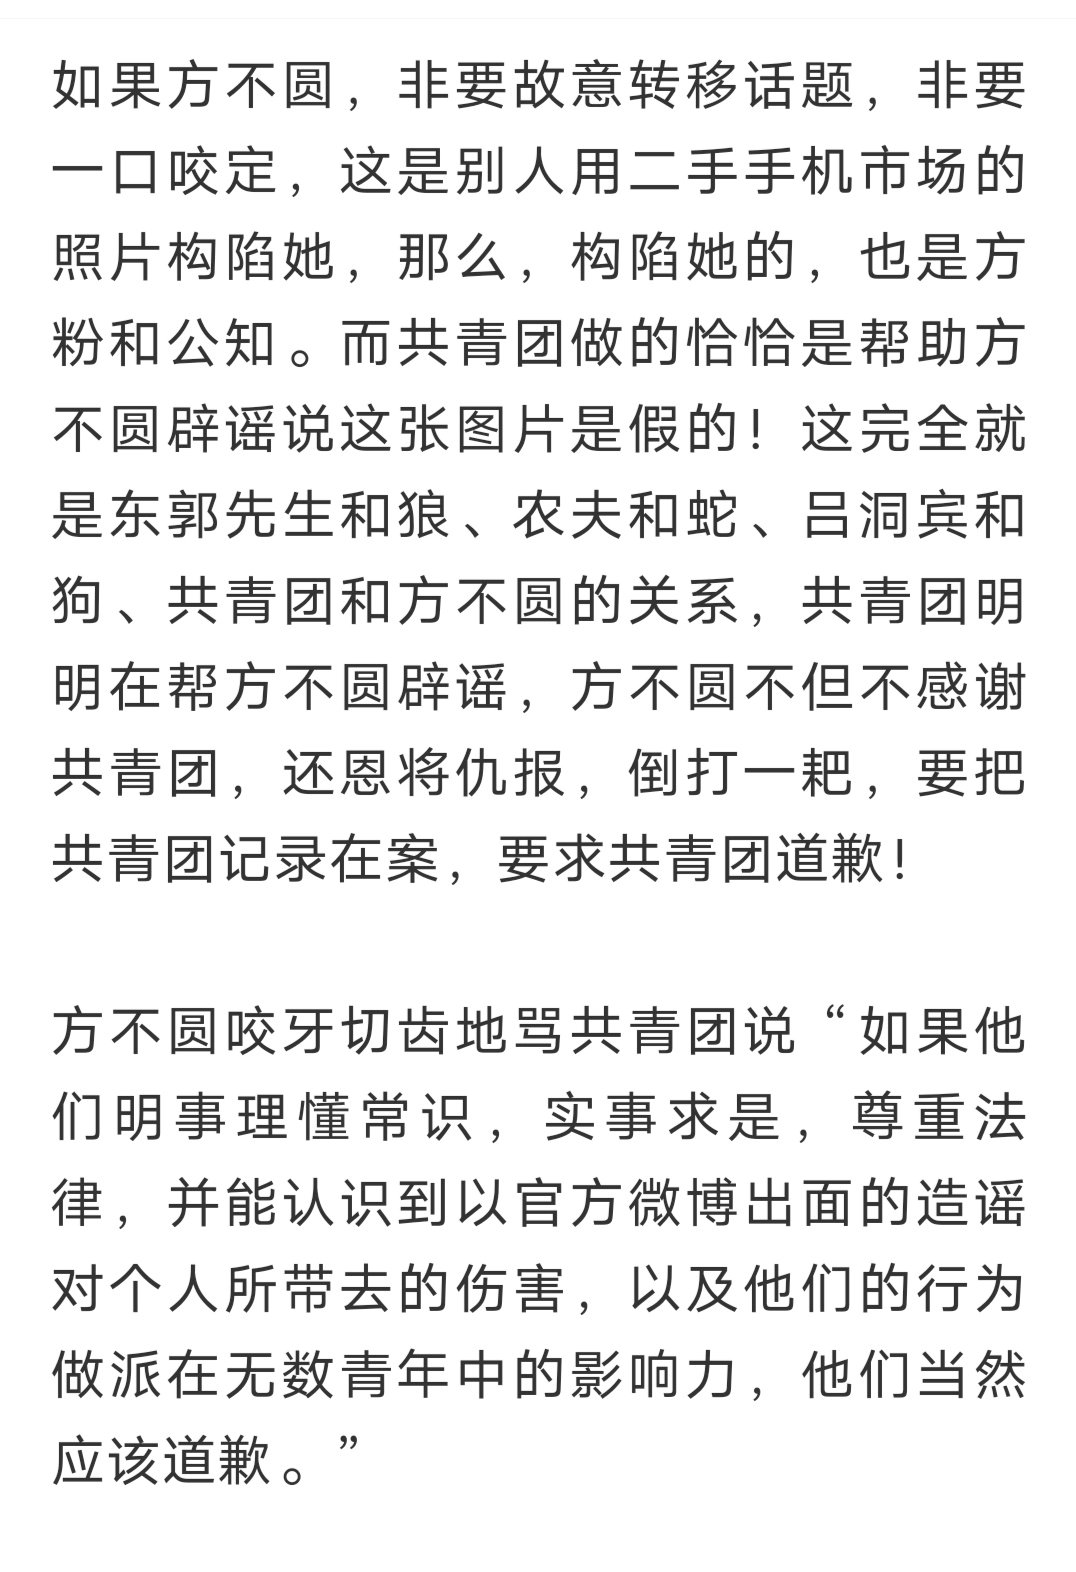 如果方不圆，非要故意转移话题，非要
一口咬定，这是别人用二手手机市场的
照片构陷她，那么，构陷她的，也是方
粉和公知。而共青团做的恰恰是帮助方
不圆辟谣说这张图片是假的！这完全就
是东郭先生和狼、农夫和蛇、吕洞宾和
狗、共青团和方不圆的关系，共青团明
明在帮方不圆辟谣，方不圆不但不感谢
共青团，还恩将仇报，倒打一耙，要把
共青团记录在案，要求共青团道歉！
方不圆咬牙切齿地骂共青团说“如果他
们明事理懂常识，实事求是，尊重法
律，并能认识到以官方微博出面的造谣
对个人所带去的伤害，以及他们的行为
做派在无数青年中的影响力，他们当然
应该道歉。”